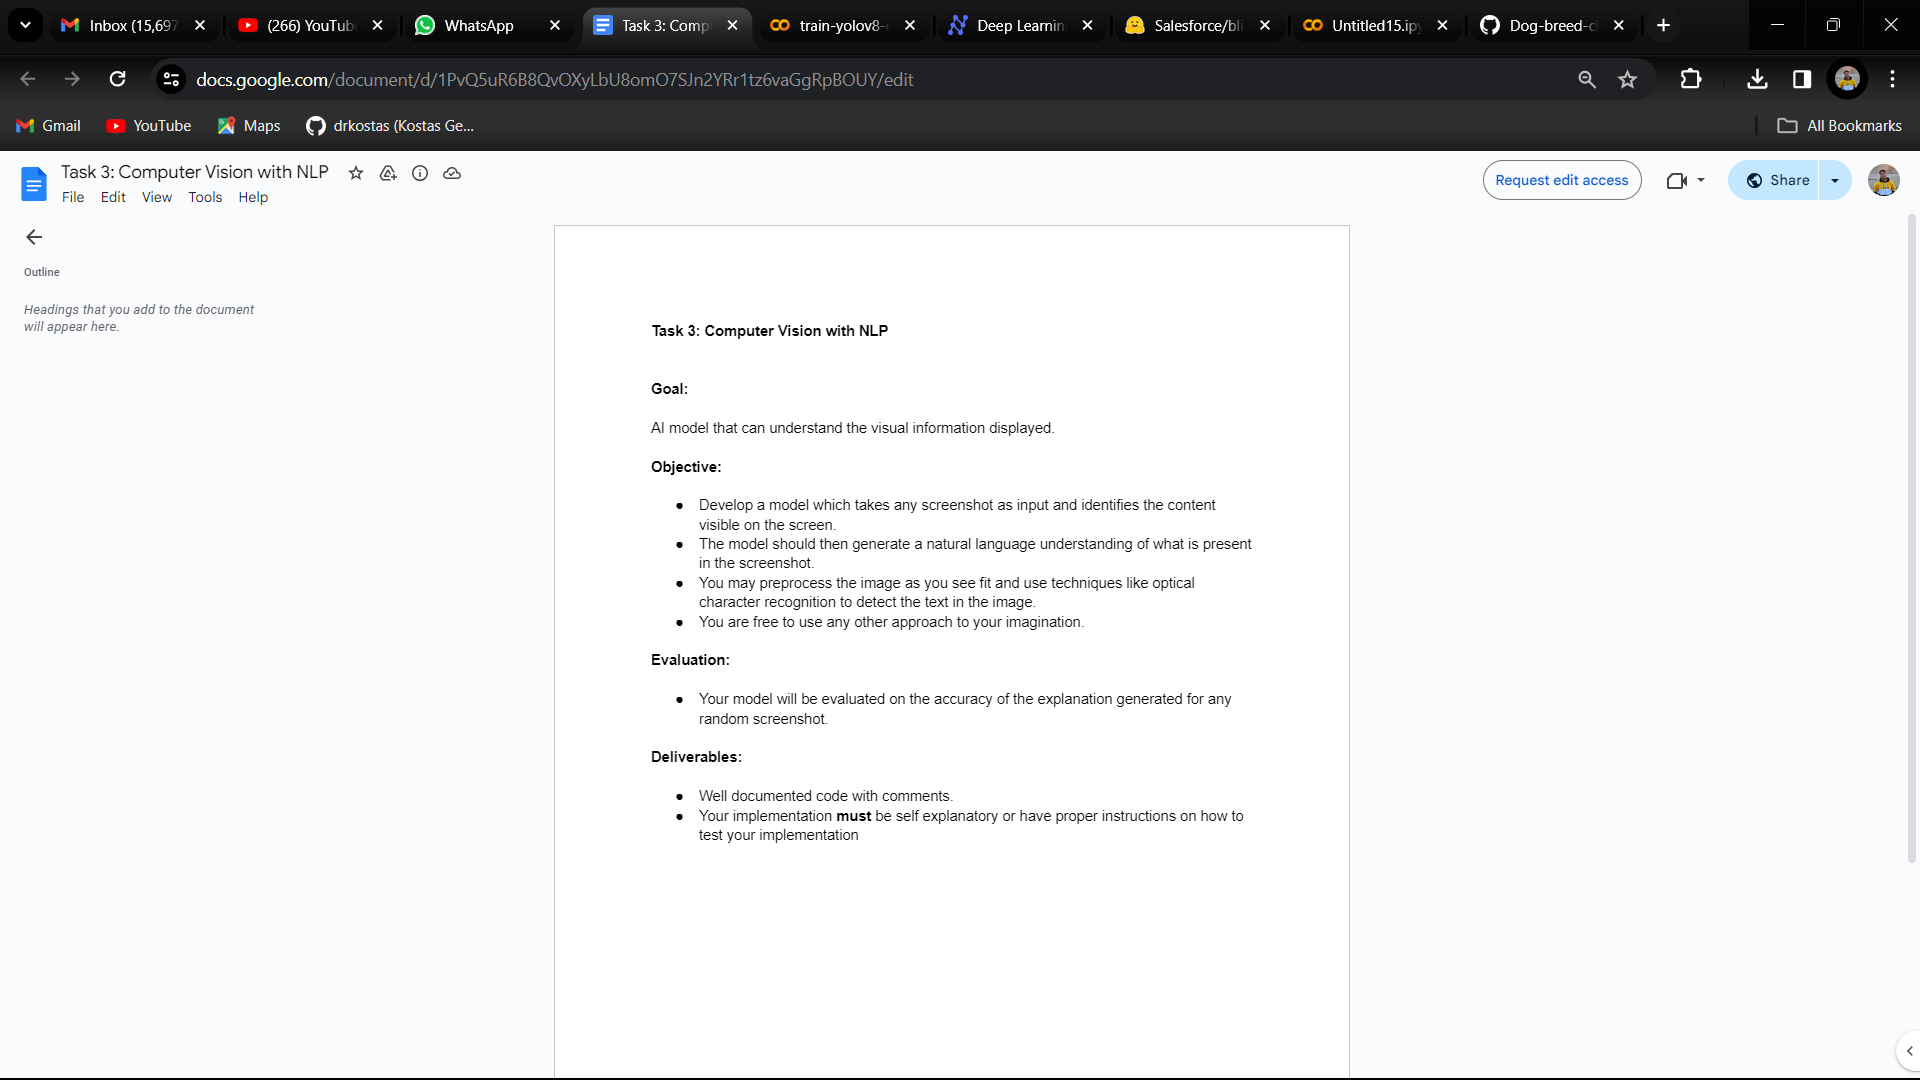 Inbox (15,697
(266) YouTub
WhatsApp
Task 3: Comp
train-yolov8-
Deep Learnin
Salesforce/bli
Untitled15.ip
Dog-breed-c
docs.google.com/document/d/1PvQ5uR6B8QvOXyLbU8omO7SJn2YRr1tz6vaGgRpBOUY/edit
Gmail
YouTube
Maps
drkostas (Kostas Ge...
All Bookmarks
Task 3: Computer Vision with NLP
File Edit View Tools Help
Request edit access
Share
Outline
Headings that you add to the document
will appear here.
Task 3: Computer Vision with NLP
Goal:
AI model that can understand the visual information displayed.
Objective:
● Develop a model which takes any screenshot as input and identifies the content
visible on the screen.
● The model should then generate a natural language understanding of what is present
in the screenshot.
● You may preprocess the image as you see fit and use techniques like optical
character recognition to detect the text in the image.
● You are free to use any other approach to your imagination.
Evaluation:
● Your model will be evaluated on the accuracy of the explanation generated for any
random screenshot.
Deliverables:
● Well documented code with comments.
● Your implementation must be self explanatory or have proper instructions on how to
test your implementation